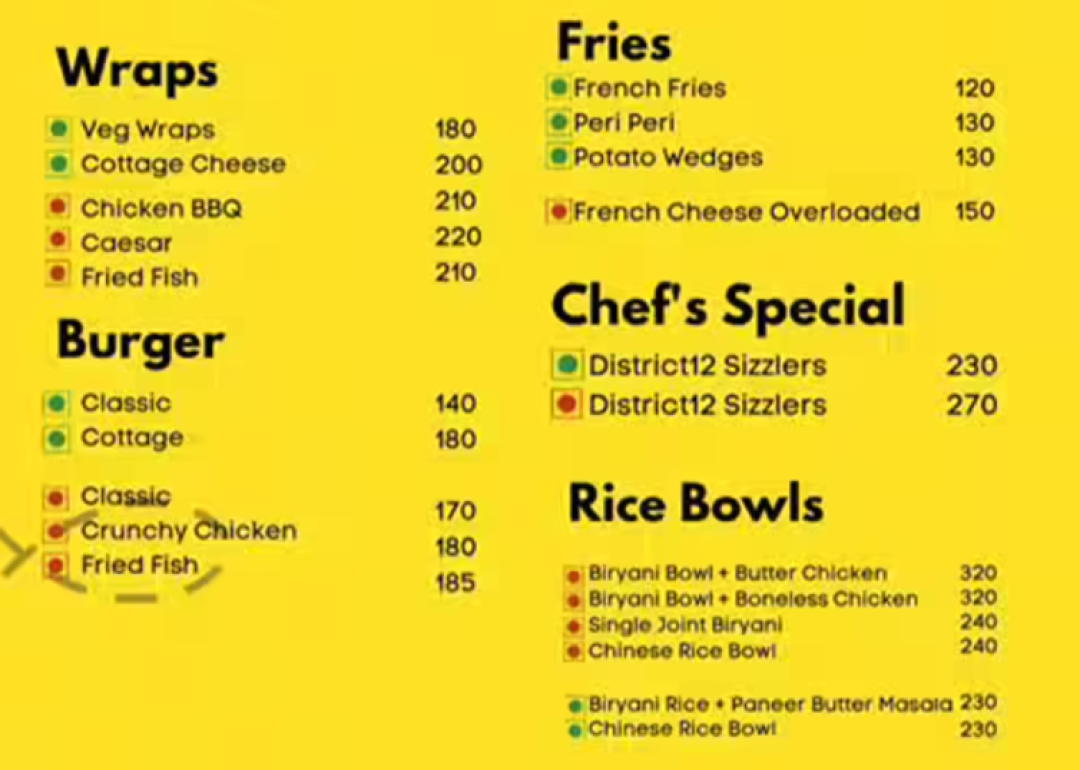 Wraps
Veg Wraps 180
Cottage Cheese 200
Chicken BBQ 210
Caesar 220
Fried Fish 210
Burger
Classic 140
Cottage 180
Classic 170
Crunchy Chicken 180
Fried Fish 185
Fries
French Fries 120
Peri Peri 130
Potato Wedges 130
French Cheese Overloaded 150
Chef's Special
District12 Sizzlers 230
District12 Sizzlers 270
Rice Bowls
Biryani Bowl + Butter Chicken 320
Biryani Bowl + Boneless Chicken 320
Single Joint Biryani 240
Chinese Rice Bowl 240
Biryani Rice + Paneer Butter Masala 230
Chinese Rice Bowl 230